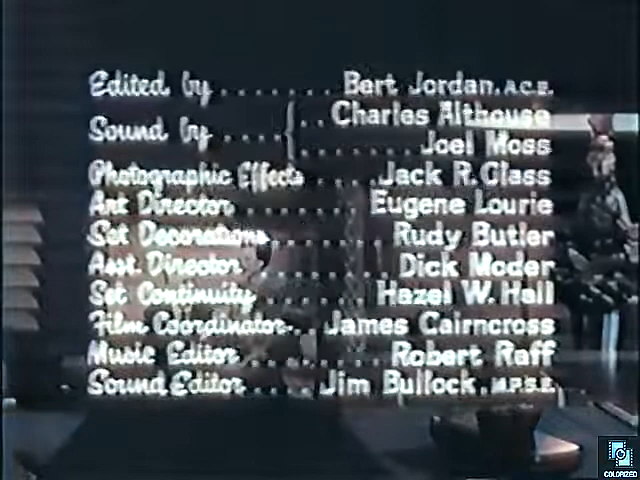 Edited by ....... Bert Jordan, A.C.E.
Sound by .... { .. Charles Althouse
....... Joel Moss
Photographic Effects .... Jack R. Glass
Art Director ......... Eugene Lourie
Set Decorations ....... Rudy Butler
Asst. Director ......... Dick Moder
Set Continuity ....... Hazel W. Hall
Film Coordinator .. James Cairncross
Music Editor ........ Robert Raff
Sound Editor .... Jim Bullock, M.P.S.E.
COLORIZED